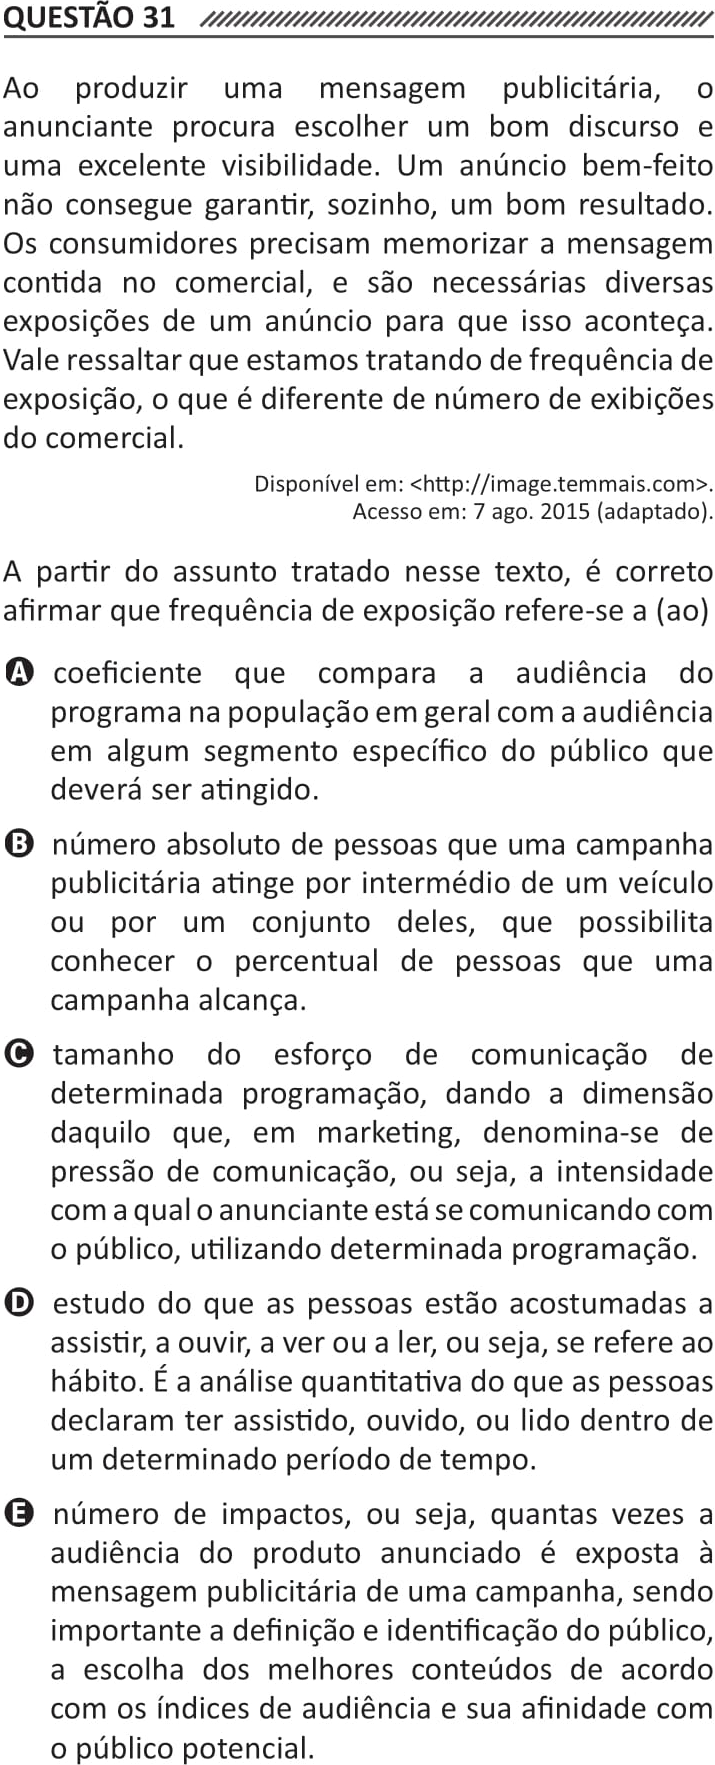 QUESTÃO 31
Ao produzir uma mensagem publicitária, o
anunciante procura escolher um bom discurso e
uma excelente visibilidade. Um anúncio bem-feito
não consegue garantir, sozinho, um bom resultado.
Os consumidores precisam memorizar a mensagem
contida no comercial, e são necessárias diversas
exposições de um anúncio para que isso aconteça.
Vale ressaltar que estamos tratando de frequência de
exposição, o que é diferente de número de exibições
do comercial.
Disponível em: <http://image.temmais.com>.
Acesso em: 7 ago. 2015 (adaptado).
A partir do assunto tratado nesse texto, é correto
afirmar que frequência de exposição refere-se a (ao)
A coeficiente que compara a audiência do
programa na população em geral com a audiência
em algum segmento específico do público que
deverá ser atingido.
B número absoluto de pessoas que uma campanha
publicitária atinge por intermédio de um veículo
ou por um conjunto deles, que possibilita
conhecer o percentual de pessoas que uma
campanha alcança.
C tamanho do esforço de comunicação de
determinada programação, dando a dimensão
daquilo que, em marketing, denomina-se de
pressão de comunicação, ou seja, a intensidade
com a qual o anunciante está se comunicando com
o público, utilizando determinada programação.
D estudo do que as pessoas estão acostumadas a
assistir, a ouvir, a ver ou a ler, ou seja, se refere ao
hábito. É a análise quantitativa do que as pessoas
declaram ter assistido, ouvido, ou lido dentro de
um determinado período de tempo.
E número de impactos, ou seja, quantas vezes a
audiência do produto anunciado é exposta à
mensagem publicitária de uma campanha, sendo
importante a definição e identificação do público,
a escolha dos melhores conteúdos de acordo
com os índices de audiência e sua afinidade com
o público potencial.